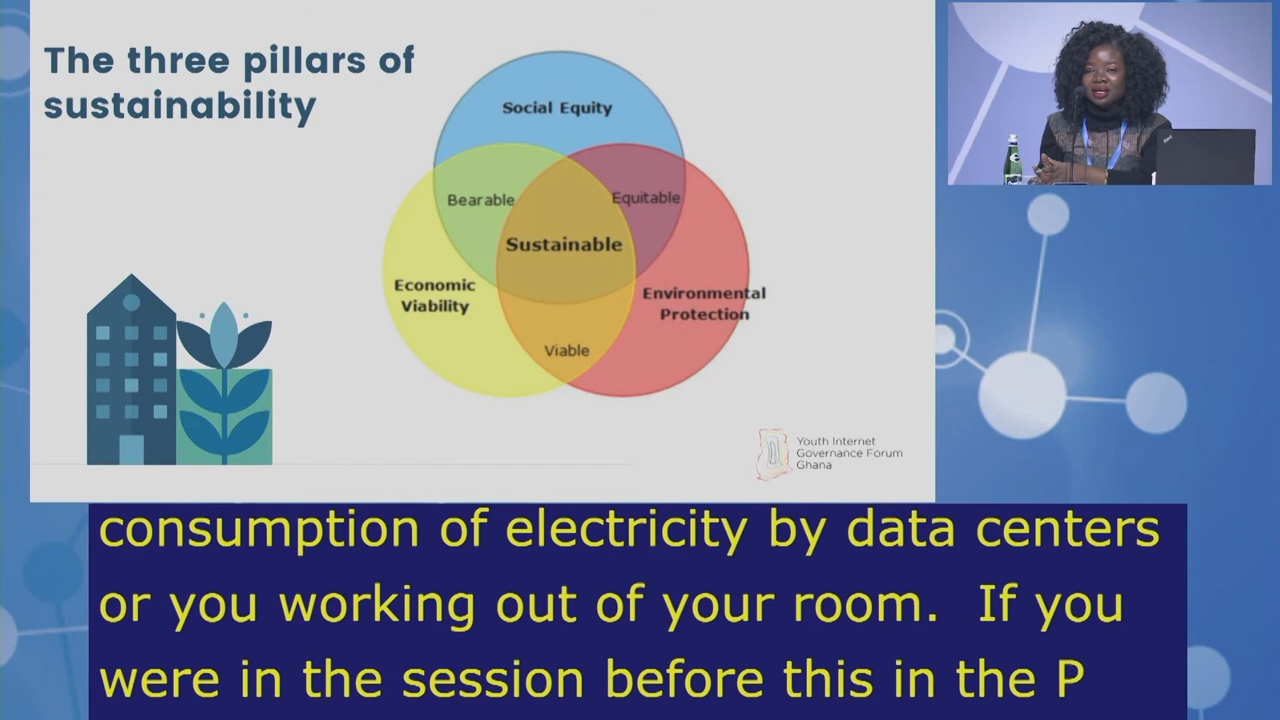 The three pillars of
sustainability
Social Equity
Bearable
Equitable
Sustainable
Economic
Viability
Environmental
Protection
Viable
Youth Internet
Governance Forum
Ghana
consumption of electricity by data centers
or you working out of your room.  If you
were in the session before this in the P